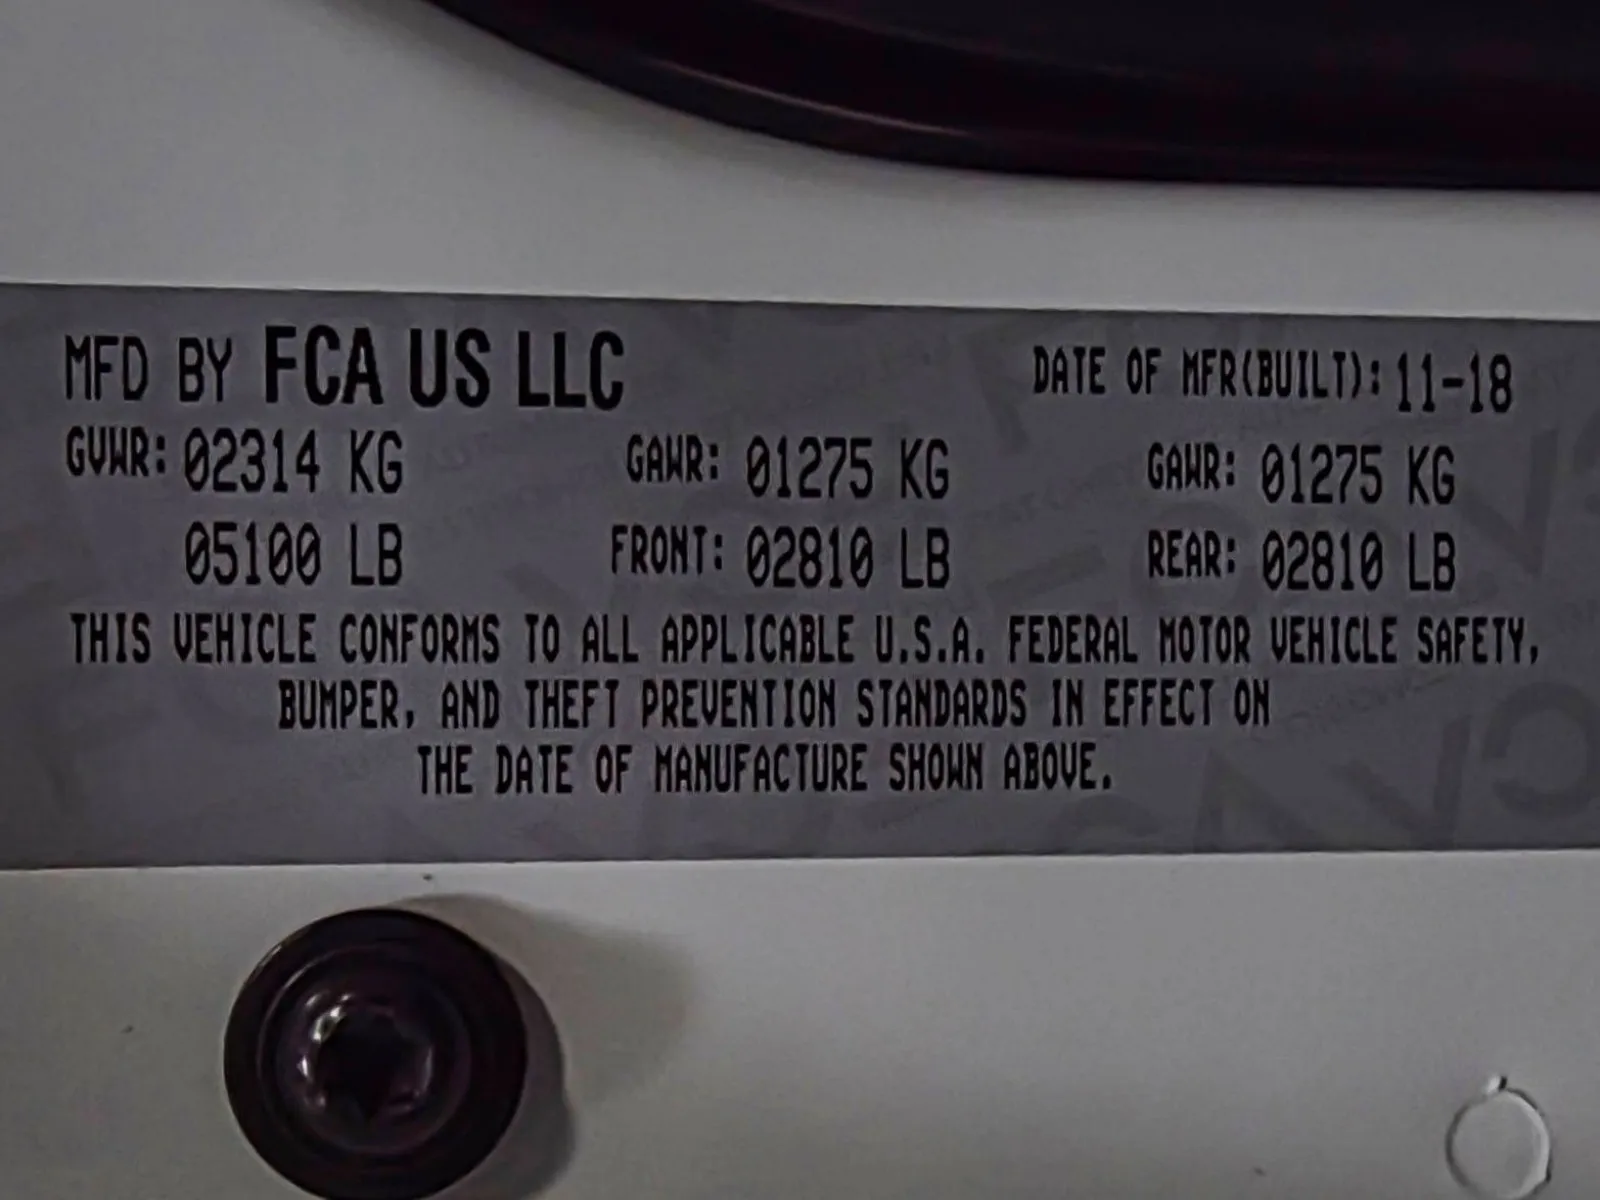 MFD BY FCA US LLC DATE OF MFR(BUILT): 11-18
GVWR: 02314 KG GAWR: 01275 KG GAWR: 01275 KG
05100 LB FRONT: 02810 LB REAR: 02810 LB
THIS VEHICLE CONFORMS TO ALL APPLICABLE U.S.A. FEDERAL MOTOR VEHICLE SAFETY,
BUMPER, AND THEFT PREVENTION STANDARDS IN EFFECT ON
THE DATE OF MANUFACTURE SHOWN ABOVE.